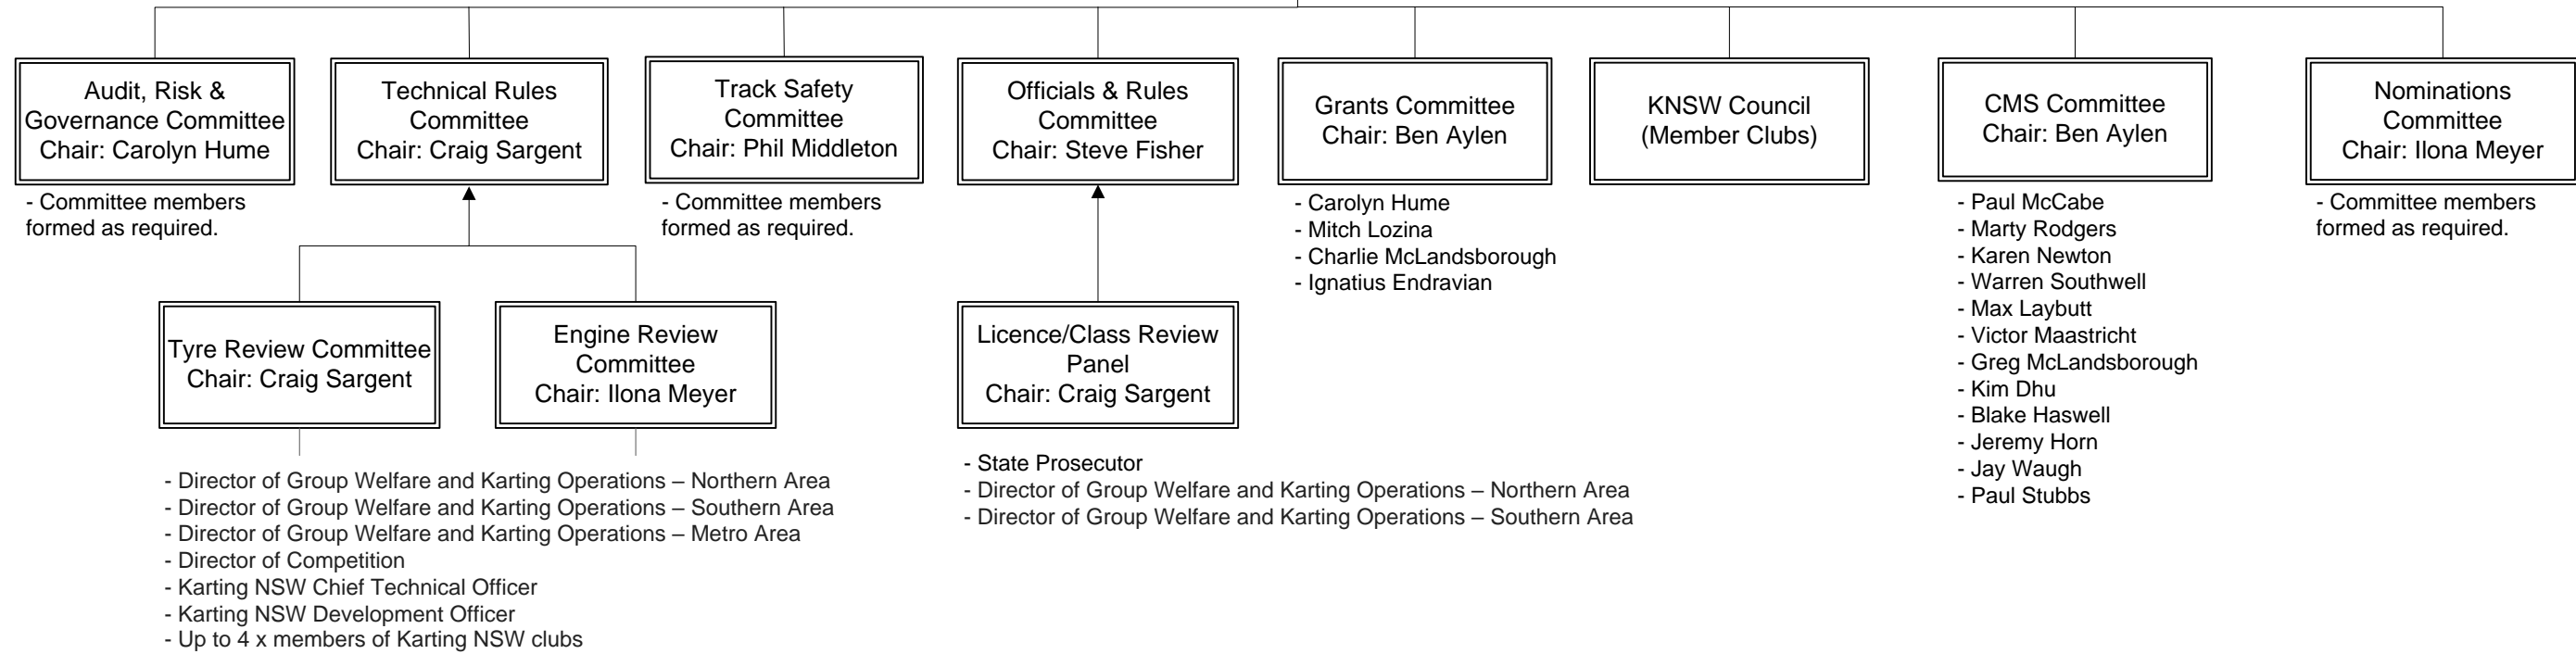 Audit, Risk &
Governance Committee
Chair: Carolyn Hume
- Committee members
formed as required.
Technical Rules
Committee
Chair: Craig Sargent
Track Safety
Committee
Chair: Phil Middleton
- Committee members
formed as required.
Officials & Rules
Committee
Chair: Steve Fisher
Grants Committee
Chair: Ben Aylen
- Carolyn Hume
- Mitch Lozina
- Charlie McLandsborough
- Ignatius Endravian
KNSW Council
(Member Clubs)
CMS Committee
Chair: Ben Aylen
- Paul McCabe
- Marty Rodgers
- Karen Newton
- Warren Southwell
- Max Laybutt
- Victor Maastricht
- Greg McLandsborough
- Kim Dhu
- Blake Haswell
- Jeremy Horn
- Jay Waugh
- Paul Stubbs
Nominations
Committee
Chair: Ilona Meyer
- Committee members
formed as required.
Tyre Review Committee
Chair: Craig Sargent
Engine Review
Committee
Chair: Ilona Meyer
- Director of Group Welfare and Karting Operations – Northern Area
- Director of Group Welfare and Karting Operations – Southern Area
- Director of Group Welfare and Karting Operations – Metro Area
- Director of Competition
- Karting NSW Chief Technical Officer
- Karting NSW Development Officer
- Up to 4 x members of Karting NSW clubs
Licence/Class Review
Panel
Chair: Craig Sargent
- State Prosecutor
- Director of Group Welfare and Karting Operations – Northern Area
- Director of Group Welfare and Karting Operations – Southern Area